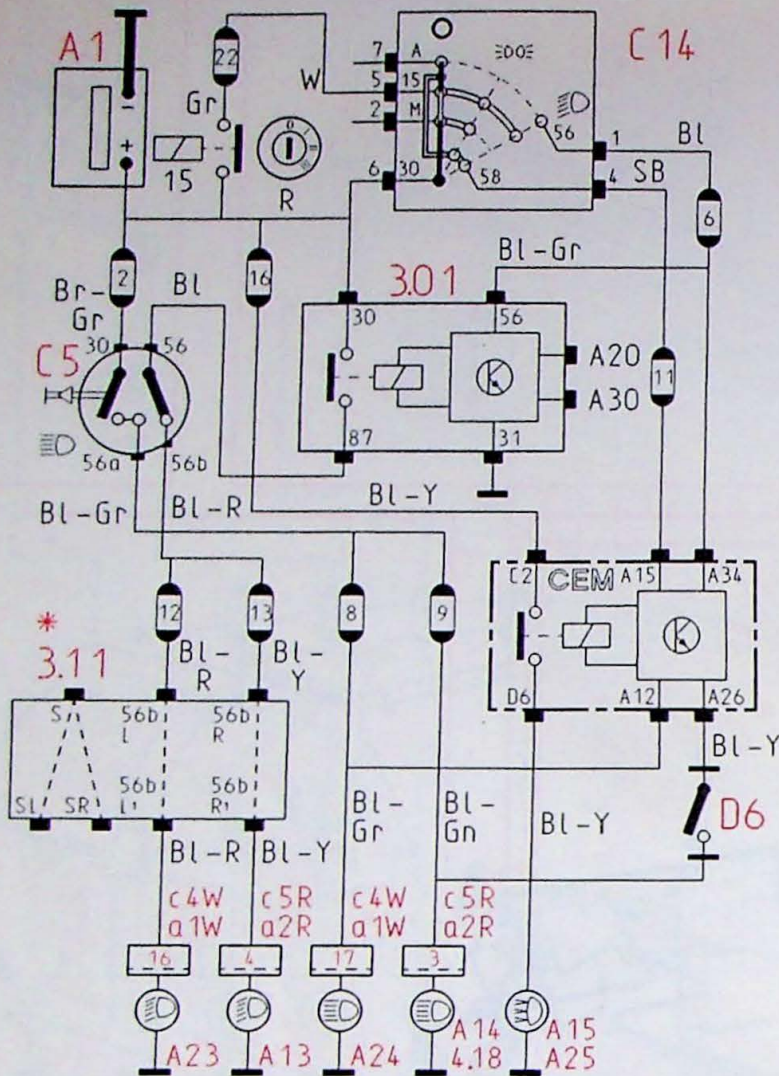 A1
22
7 A
C14
W
5 15
Gr
2 M
- +
15
0 I II III
R
6 30
56 1 Bl
58 4 SB
6
2
16
Bl-Gr
Br-Gr
Bl
3.01
30 56
30 56
C5
A20
A30
11
87 31
56a 56b
Bl-Gr Bl-R
Bl-Y
C2 CEM A15 A34
12 13 8 9
*
3.11
Bl-R
Bl-Y
D6 A12 A26
S 56b L 56b R
SL SR 56b L1 56b R1
Bl-Y
Bl-Gr
Bl-Gn
Bl-Y
D6
Bl-R Bl-Y
c4W c5R c4W c5R
a1W a2R a1W a2R
16 4 17 3
A23 A13 A24 A14 A15
4.18 A25